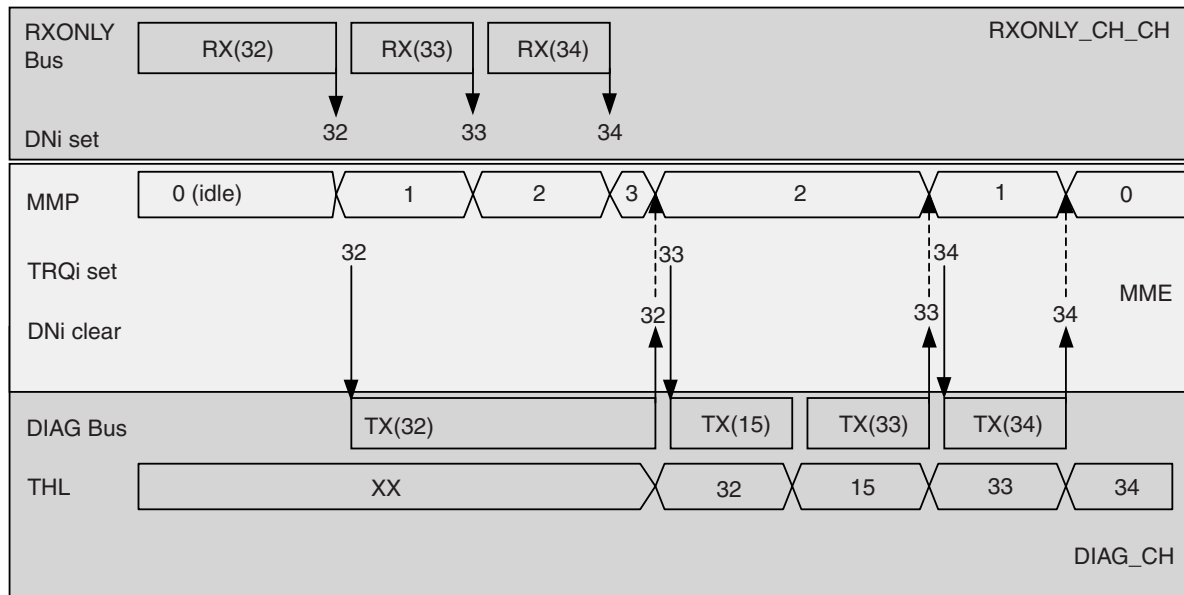 RXONLY Bus
RX(32)
RX(33)
RX(34)
RXONLY_CH_CH
DNi set
32
33
34
MMP
0 (idle)
1
2
3
2
1
0
TRQi set
32
33
34
MME
DNi clear
32
33
34
DIAG Bus
TX(32)
TX(15)
TX(33)
TX(34)
THL
XX
32
15
33
34
DIAG_CH